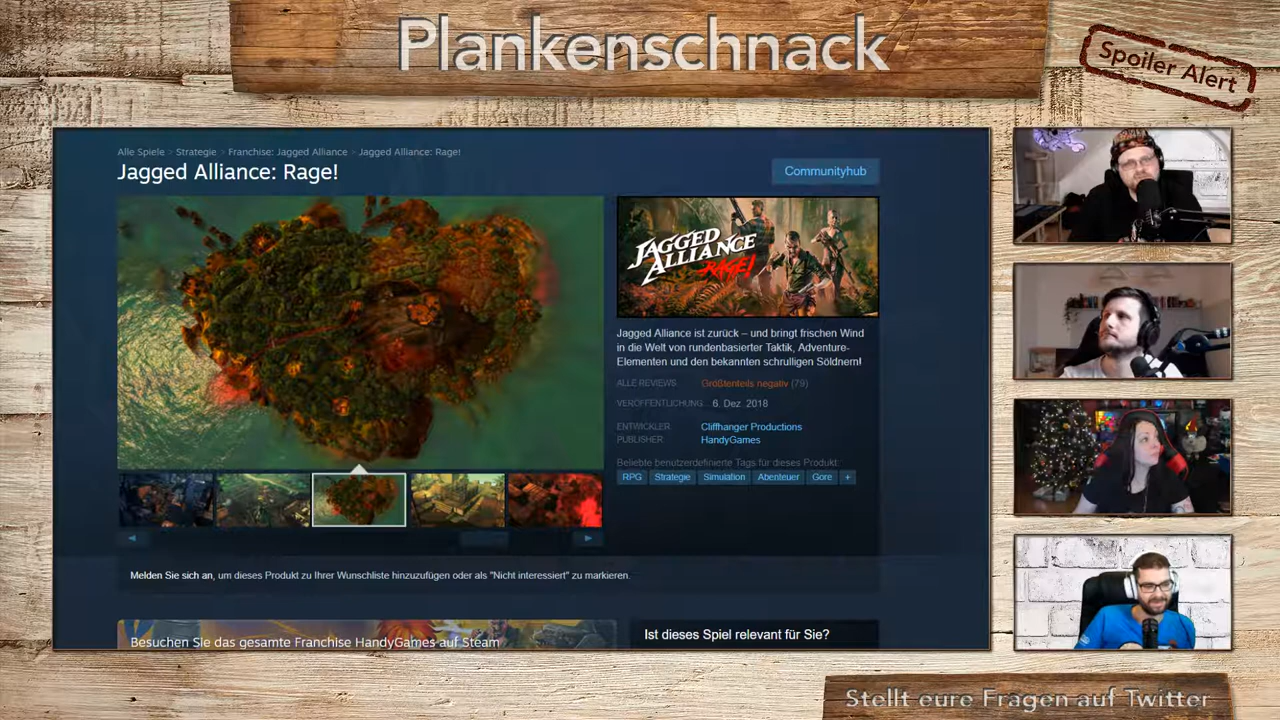 Plankenschnack
Spoiler Alert
Alle Spiele > Strategie > Franchise: Jagged Alliance > Jagged Alliance: Rage!
Jagged Alliance: Rage!
Communityhub
JAGGED
ALLIANCE
RAGE!
Jagged Alliance ist zurück – und bringt frischen Wind
in die Welt von rundenbasierter Taktik, Adventure-
Elementen und den bekannten schrulligen Söldnern!
ALLE REVIEWS Größtenteils negativ (79)
VERÖFFENTLICHUNG 6. Dez. 2018
ENTWICKLER Cliffhanger Productions
PUBLISHER HandyGames
Beliebte benutzerdefinierte Tags für dieses Produkt:
RPG Strategie Simulation Abenteuer Gore +
Melden Sie sich an, um dieses Produkt zu Ihrer Wunschliste hinzuzufügen oder als "Nicht interessiert" zu markieren.
Besuchen Sie das gesamte Franchise HandyGames auf Steam
Ist dieses Spiel relevant für Sie?
Stellt eure Fragen auf Twitter